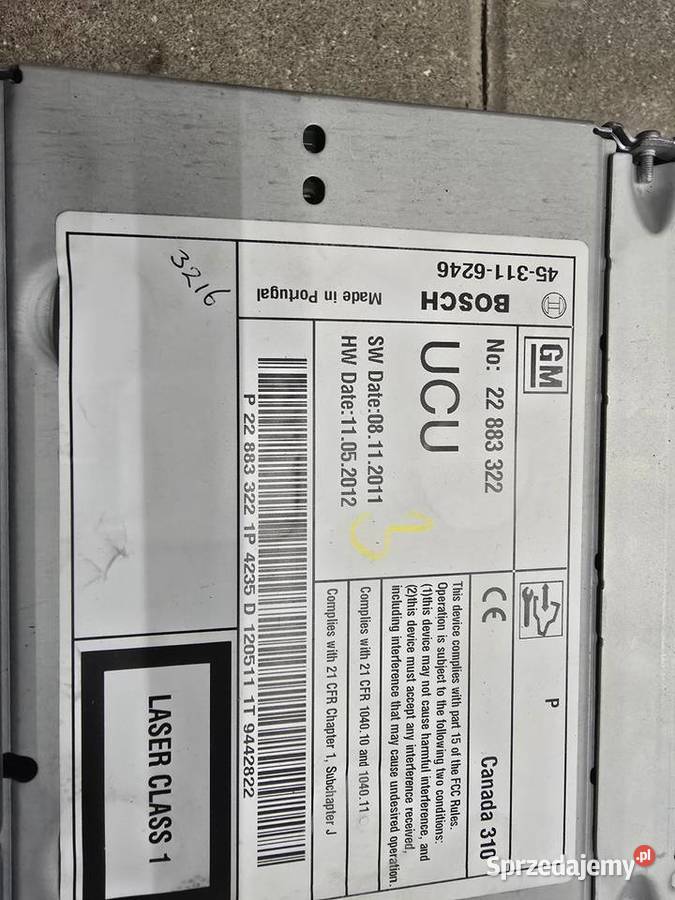 GM
P
No: 22 883 322
UCU
SW Date:08.11.2011
HW Date:11.05.2012
BOSCH
45-311-6246
Made in Portugal
3216
3
CE
Canada 310
This device complies with part 15 of the FCC Rules.
Operation is subject to the following two conditions:
(1)this device may not cause harmful interference, and
(2)this device must accept any interference received,
including interference that may cause undesired operation.
Complies with 21 CFR 1040.10 and 1040.11
Complies with 21 CFR Chapter 1, Subchapter J
P 22 883 322 1P 4235 D 120511 1T 9442822
LASER CLASS 1
Sprzedajemy.pl